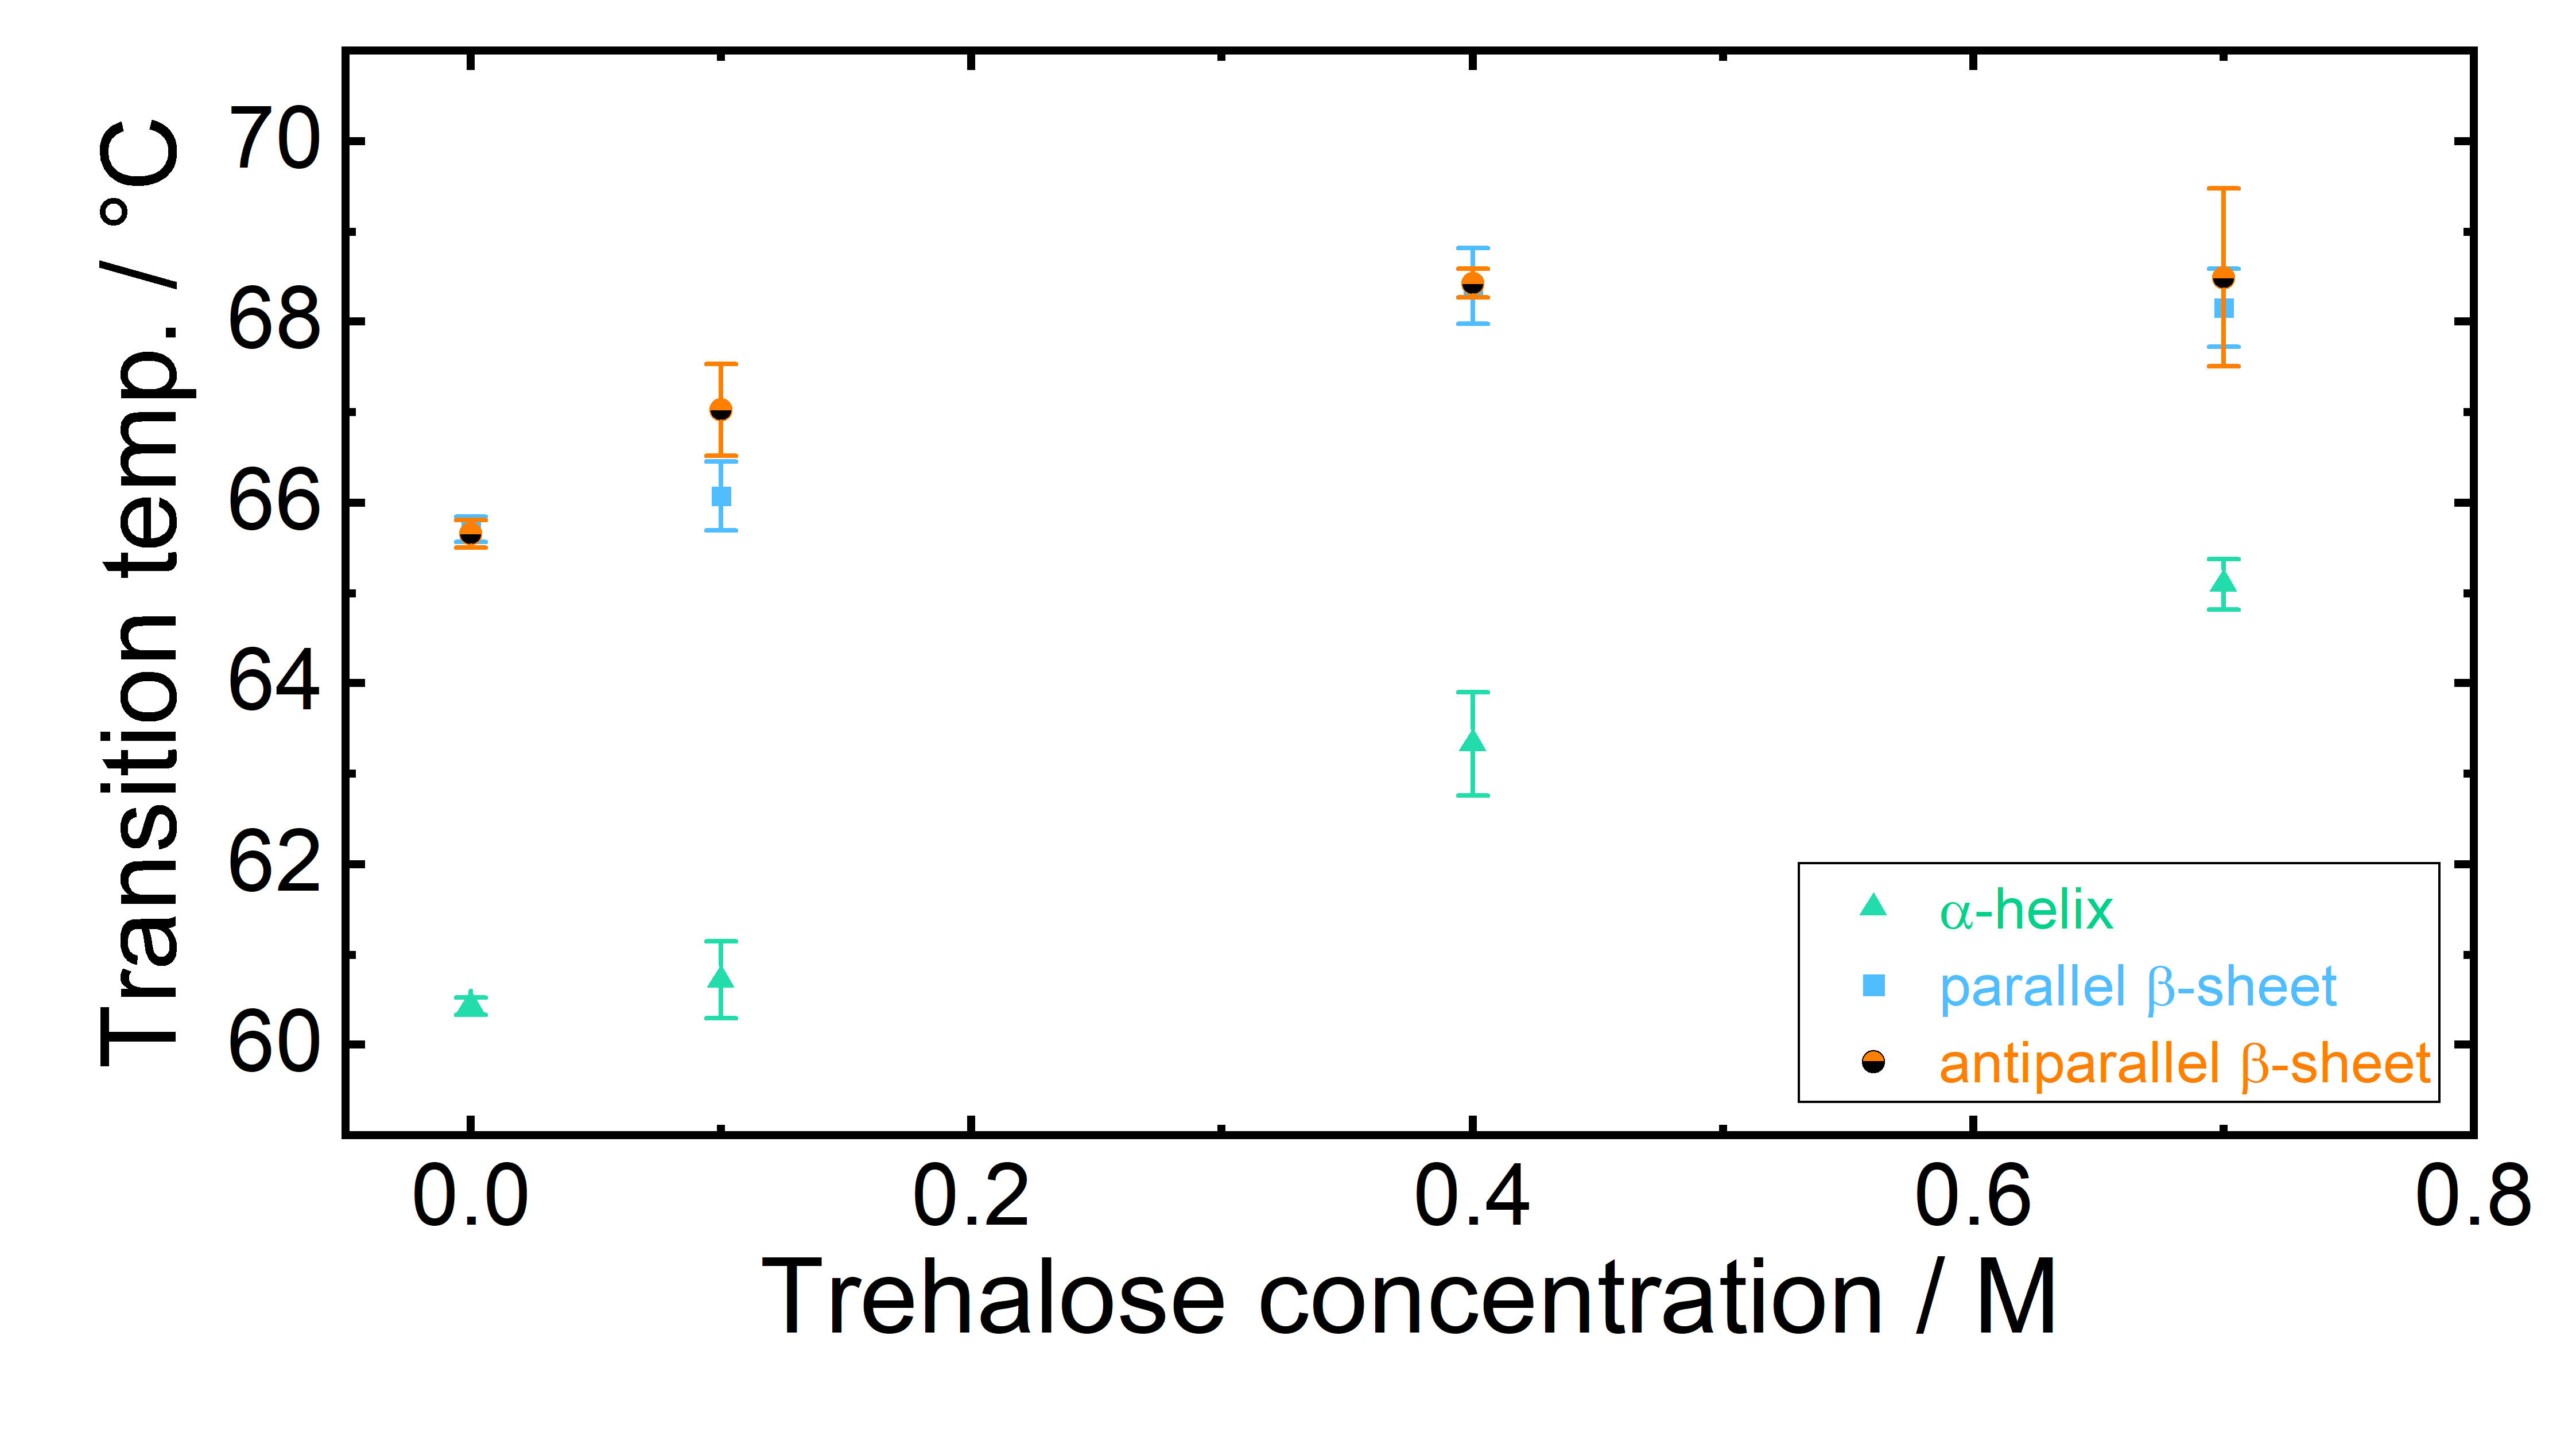 Transition temp. / °C
70
68
66
64
62
60
α-helix
parallel β-sheet
antiparallel β-sheet
0.0 0.2 0.4 0.6 0.8
Trehalose concentration / M